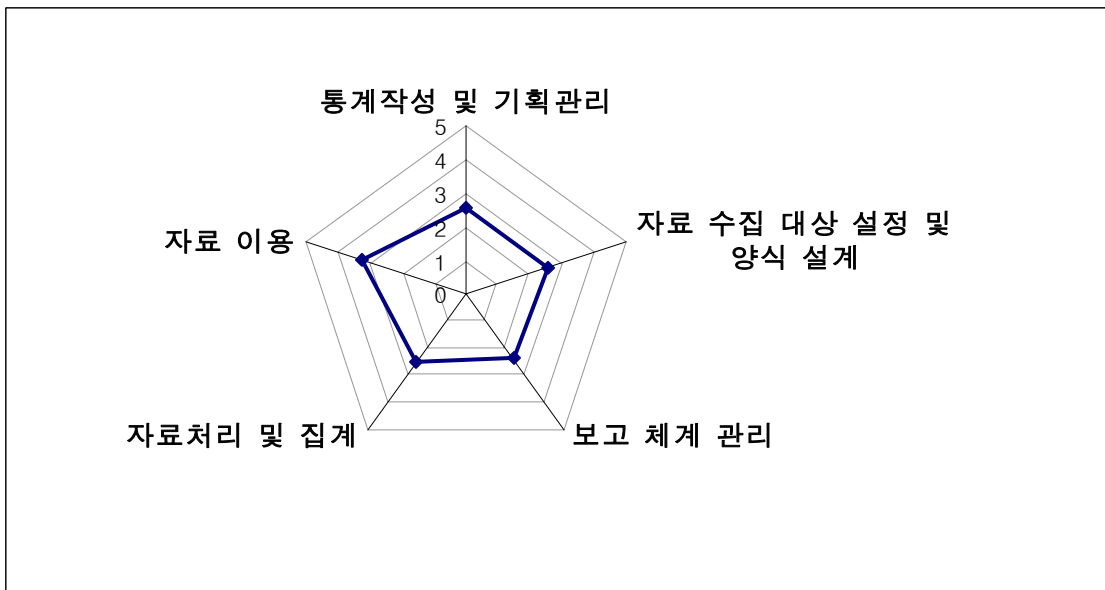 통계작성 및 기획관리
5
4
3
2
1
0
자료 수집 대상 설정 및
양식 설계
자료 이용
자료처리 및 집계
보고 체계 관리